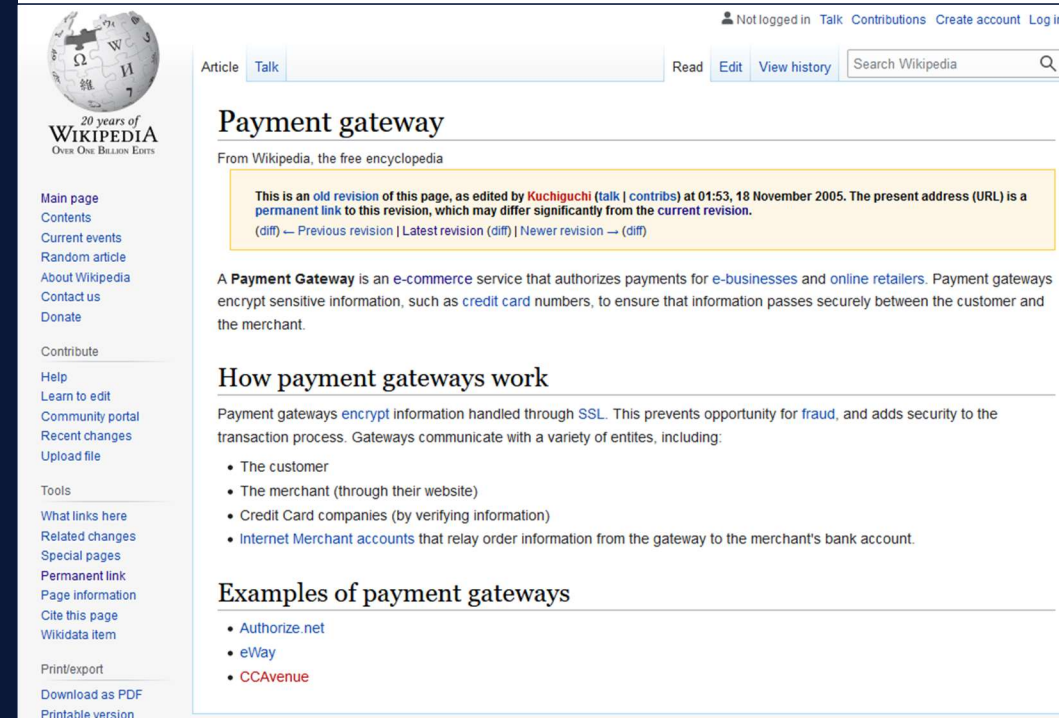 Not logged in Talk Contributions Create account Log in
Article Talk Read Edit View history Search Wikipedia
20 years of
WIKIPEDIA
OVER ONE BILLION EDITS
Main page
Contents
Current events
Random article
About Wikipedia
Contact us
Donate
Contribute
Help
Learn to edit
Community portal
Recent changes
Upload file
Tools
What links here
Related changes
Special pages
Permanent link
Page information
Cite this page
Wikidata item
Print/export
Download as PDF
Printable version
Payment gateway
From Wikipedia, the free encyclopedia
This is an old revision of this page, as edited by Kuchiguchi (talk | contribs) at 01:53, 18 November 2005. The present address (URL) is a
permanent link to this revision, which may differ significantly from the current revision.
(diff) ← Previous revision | Latest revision (diff) | Newer revision → (diff)
A Payment Gateway is an e-commerce service that authorizes payments for e-businesses and online retailers. Payment gateways
encrypt sensitive information, such as credit card numbers, to ensure that information passes securely between the customer and
the merchant.
How payment gateways work
Payment gateways encrypt information handled through SSL. This prevents opportunity for fraud, and adds security to the
transaction process. Gateways communicate with a variety of entites, including:
• The customer
• The merchant (through their website)
• Credit Card companies (by verifying information)
• Internet Merchant accounts that relay order information from the gateway to the merchant's bank account.
Examples of payment gateways
• Authorize.net
• eWay
• CCAvenue